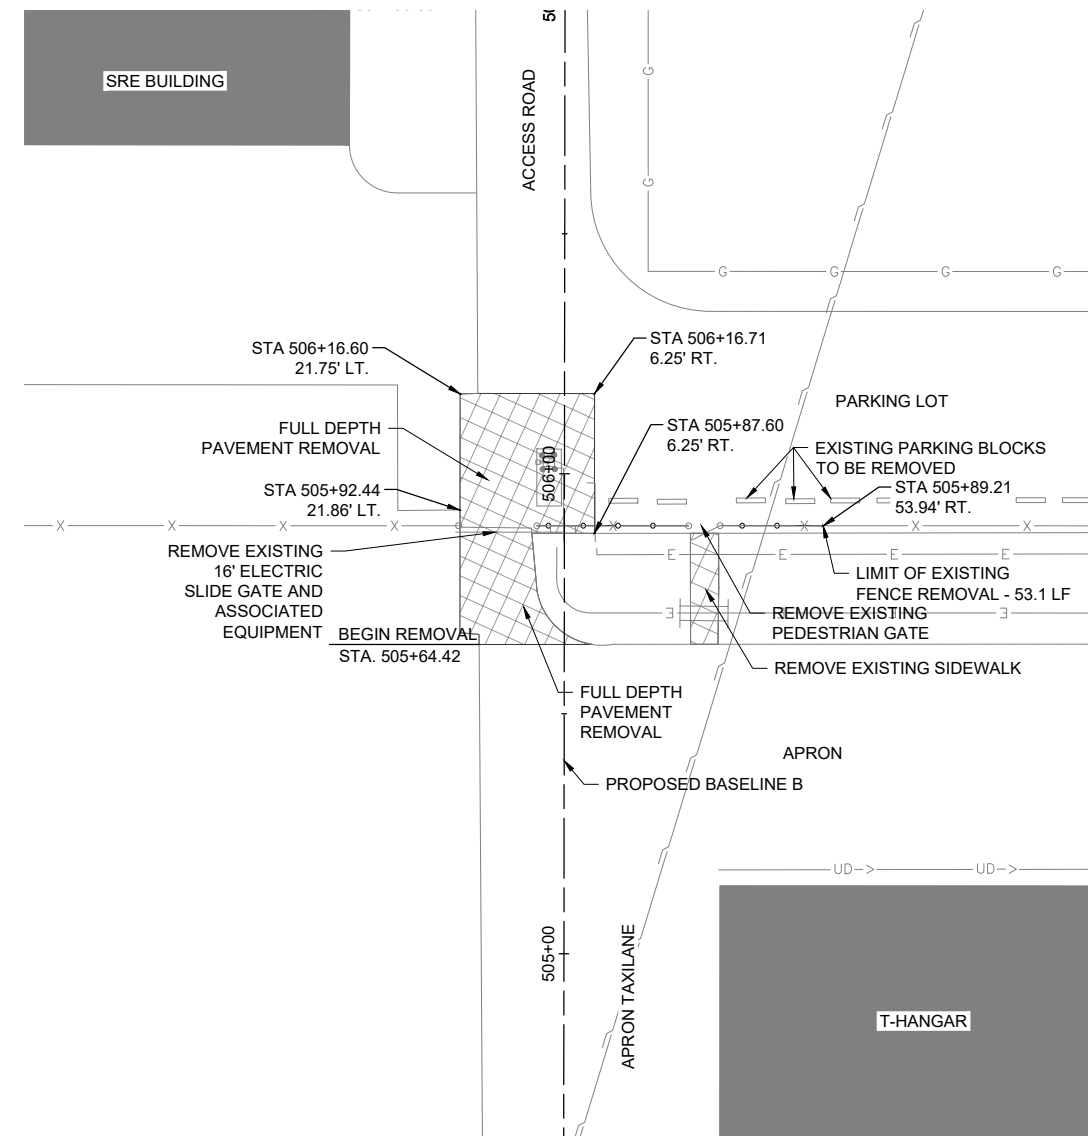 SRE BUILDING
ACCESS ROAD
G
G
G
G
G
G
STA 506+16.60
21.75' LT.
STA 506+16.71
6.25' RT.
PARKING LOT
FULL DEPTH
PAVEMENT REMOVAL
STA 505+87.60
6.25' RT.
EXISTING PARKING BLOCKS
TO BE REMOVED
STA 505+92.44
21.86' LT.
506+00
STA 505+89.21
53.94' RT.
X
X
X
X
X
X
X
X
X
REMOVE EXISTING
16' ELECTRIC
SLIDE GATE AND
ASSOCIATED
EQUIPMENT
E
E
E
E
LIMIT OF EXISTING
FENCE REMOVAL - 53.1 LF
E
E
E
REMOVE EXISTING
PEDESTRIAN GATE
BEGIN REMOVAL
STA. 505+64.42
REMOVE EXISTING SIDEWALK
FULL DEPTH
PAVEMENT
REMOVAL
APRON
PROPOSED BASELINE B
UD->
UD->
505+00
APRON TAXILANE
T-HANGAR